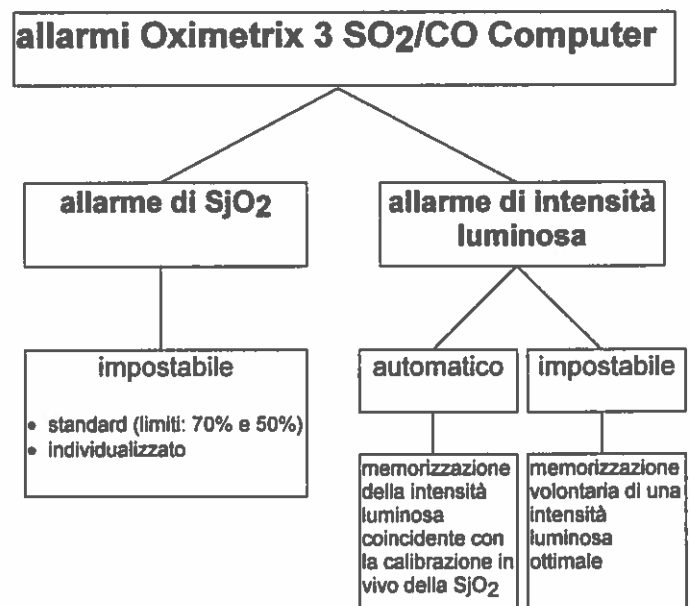 allarmi Oximetrix 3 SO2/CO Computer
allarme di SjO2
allarme di intensità
luminosa
impostabile
• standard (limiti: 70% e 50%)
• individualizzato
automatico
impostabile
memorizzazione
della intensità
luminosa
coincidente con
la calibrazione in
vivo della SjO2
memorizzazione
volontaria di una
intensità
luminosa
ottimale